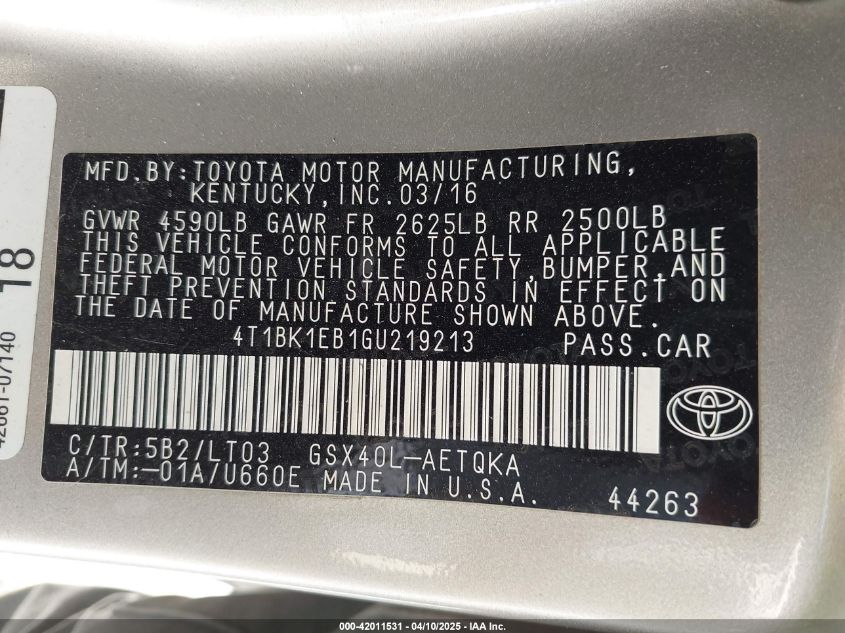 MFD.BY:TOYOTA MOTOR MANUFACTURING,
KENTUCKY,INC.03/16
GVWR 4590LB GAWR FR 2625LB RR 2500LB
THIS VEHICLE CONFORMS TO ALL APPLICABLE
FEDERAL MOTOR VEHICLE SAFETY,BUMPER,AND
THEFT PREVENTION STANDARDS IN EFFECT ON
THE DATE OF MANUFACTURE SHOWN ABOVE.
4T1BK1EB1GU219213 PASS.CAR
C/TR:5B2/LT03 GSX40L-AETQKA
A/TM:-01A/U660E MADE IN U.S.A.
44263
18
000-42011531 / 04/10/2025 - IAA Inc.